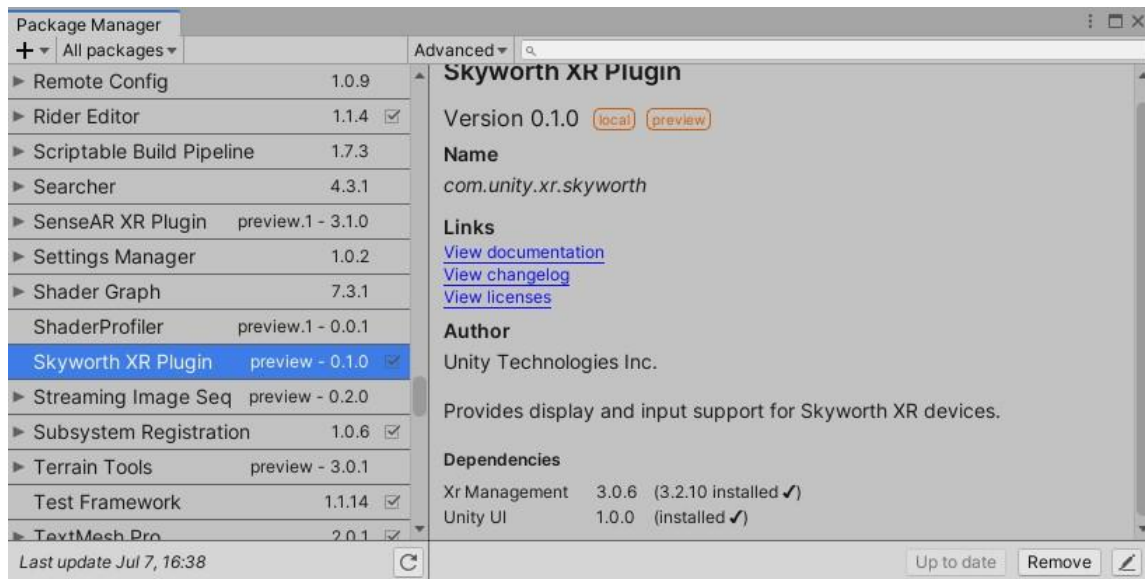 Package Manager
+ All packages Advanced
Remote Config 1.0.9
Rider Editor 1.1.4
Scriptable Build Pipeline 1.7.3
Searcher 4.3.1
SenseAR XR Plugin preview.1 - 3.1.0
Settings Manager 1.0.2
Shader Graph 7.3.1
ShaderProfiler preview.1 - 0.0.1
Skyworth XR Plugin preview - 0.1.0
Streaming Image Seq preview - 0.2.0
Subsystem Registration 1.0.6
Terrain Tools preview - 3.0.1
Test Framework 1.1.14
TextMesh Pro 2.0.1
Last update Jul 7, 16:38
Skyworth XR Plugin
Version 0.1.0 local preview
Name
com.unity.xr.skyworth
Links
View documentation
View changelog
View licenses
Author
Unity Technologies Inc.
Provides display and input support for Skyworth XR devices.
Dependencies
Xr Management 3.0.6 (3.2.10 installed ✓)
Unity UI 1.0.0 (installed ✓)
Up to date Remove